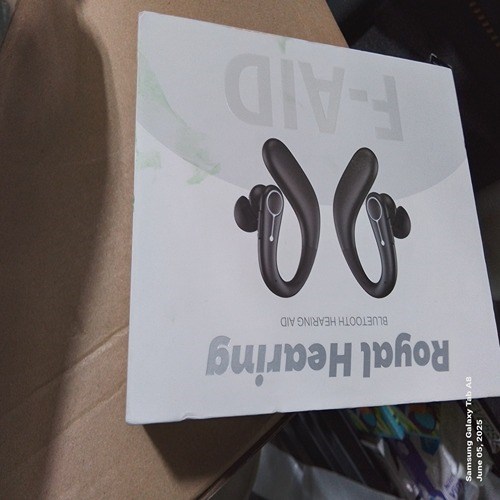 Royal Hearing
BLUETOOTH HEARING AID
F-AID
Samsung Galaxy Tab A8
June 05, 2025